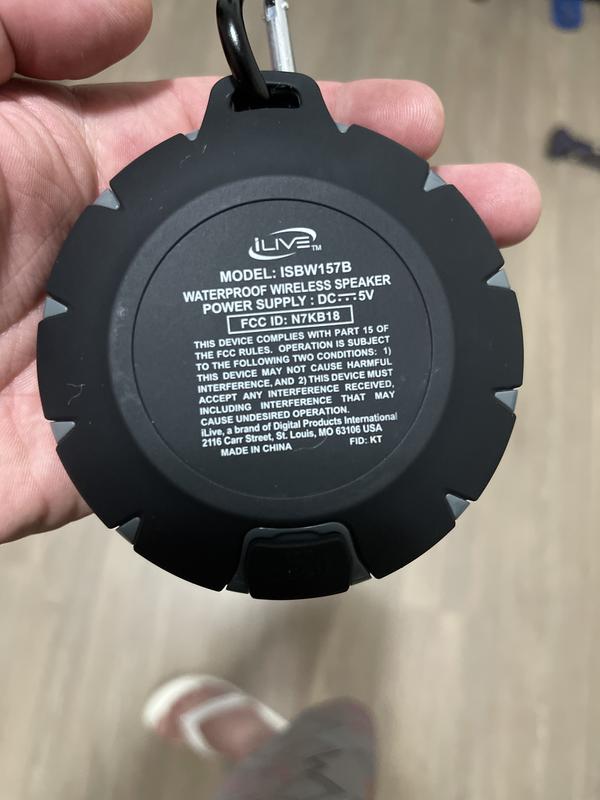 iLIVE™
MODEL: ISBW157B
WATERPROOF WIRELESS SPEAKER
POWER SUPPLY : DC⎓5V
FCC ID: N7KB18
THIS DEVICE COMPLIES WITH PART 15 OF
THE FCC RULES. OPERATION IS SUBJECT
TO THE FOLLOWING TWO CONDITIONS: 1)
THIS DEVICE MAY NOT CAUSE HARMFUL
INTERFERENCE, AND 2) THIS DEVICE MUST
ACCEPT ANY INTERFERENCE RECEIVED,
INCLUDING INTERFERENCE THAT MAY
CAUSE UNDESIRED OPERATION.
iLive, a brand of Digital Products International
2116 Carr Street, St. Louis, MO 63106 USA
MADE IN CHINA FID: KT